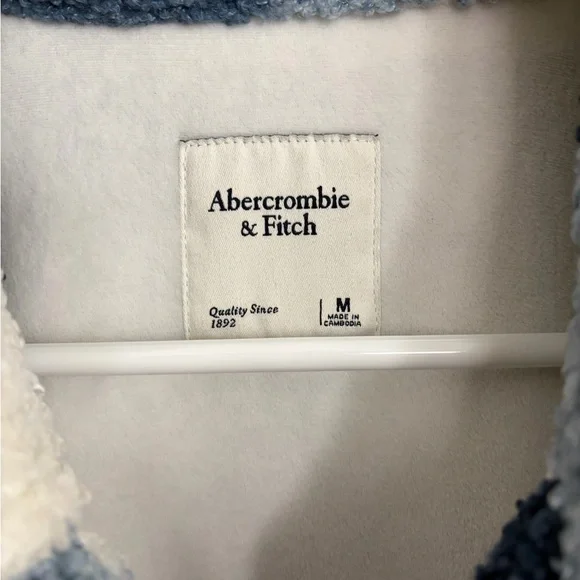 Abercrombie
& Fitch
Quality Since
1892
M
MADE IN
CAMBODIA